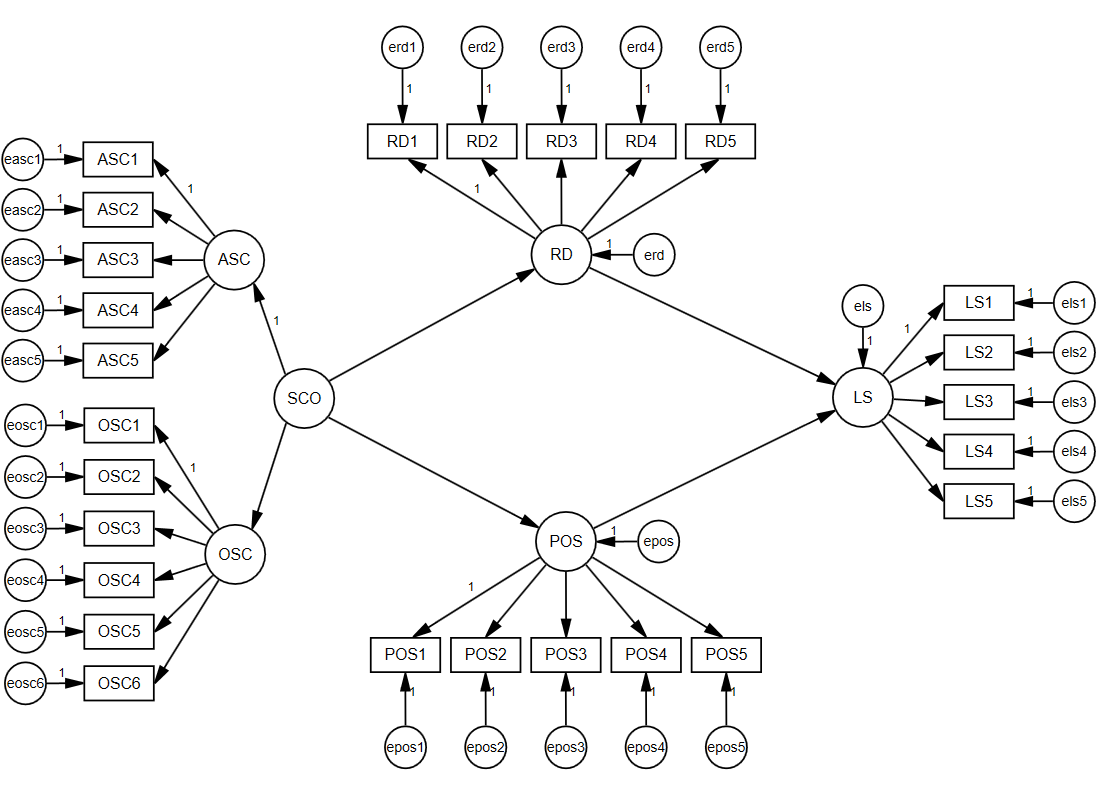 erd1 erd2 erd3 erd4 erd5
1 1 1 1 1
RD1 RD2 RD3 RD4 RD5
1
RD 1 erd
easc1 1 ASC1
easc2 1 ASC2
easc3 1 ASC3
easc4 1 ASC4
easc5 1 ASC5
1
ASC
1
SCO
eosc1 1 OSC1
eosc2 1 OSC2
eosc3 1 OSC3
eosc4 1 OSC4
eosc5 1 OSC5
eosc6 1 OSC6
1
OSC
els
1
LS
1
LS1 1 els1
LS2 1 els2
LS3 1 els3
LS4 1 els4
LS5 1 els5
POS 1 epos
1
POS1 POS2 POS3 POS4 POS5
1 1 1 1 1
epos1 epos2 epos3 epos4 epos5